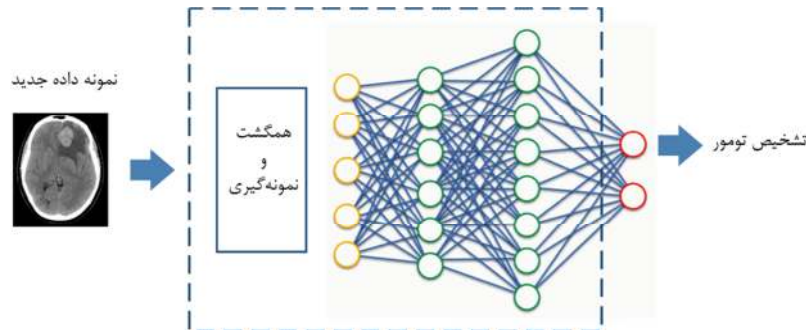 نمونه داده جدید
همگشت
و
نمونه‌گیری
تشخیص تومور